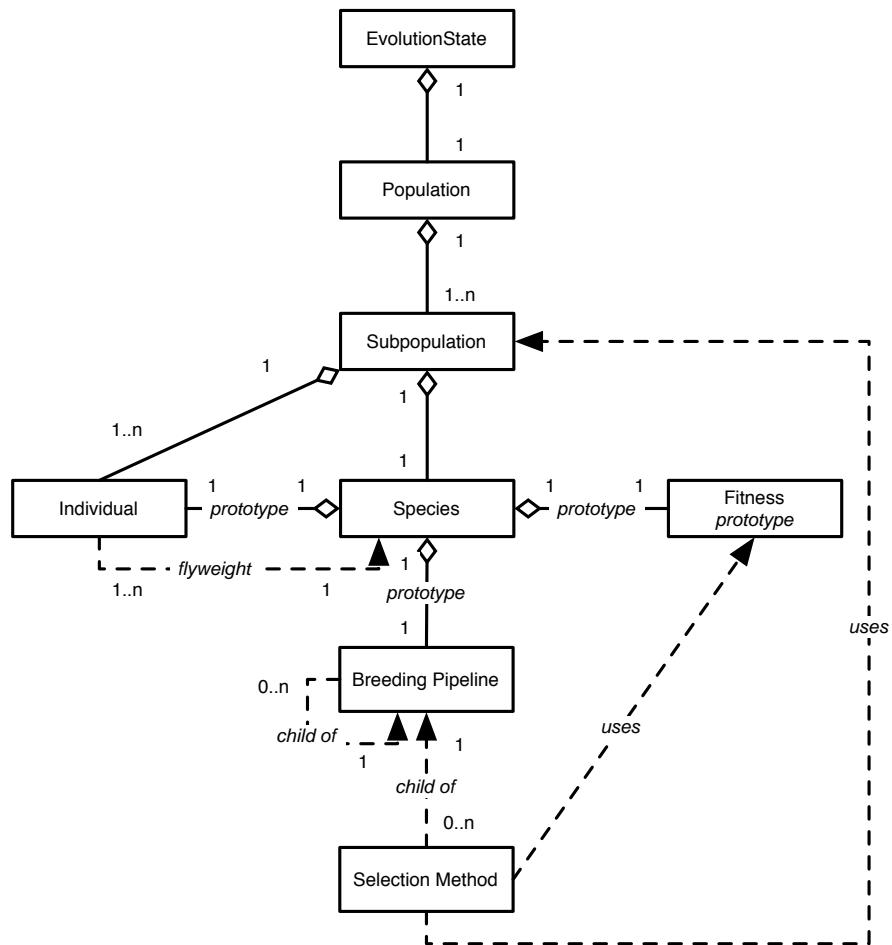 EvolutionState
1
1
Population
1
1..n
Subpopulation
1
1
1..n
1
1
1
1
1
Individual
prototype
Species
prototype
Fitness
prototype
flyweight
1..n
1
1
prototype
1
uses
0..n
Breeding Pipeline
uses
child of
1
1
child of
0..n
Selection Method